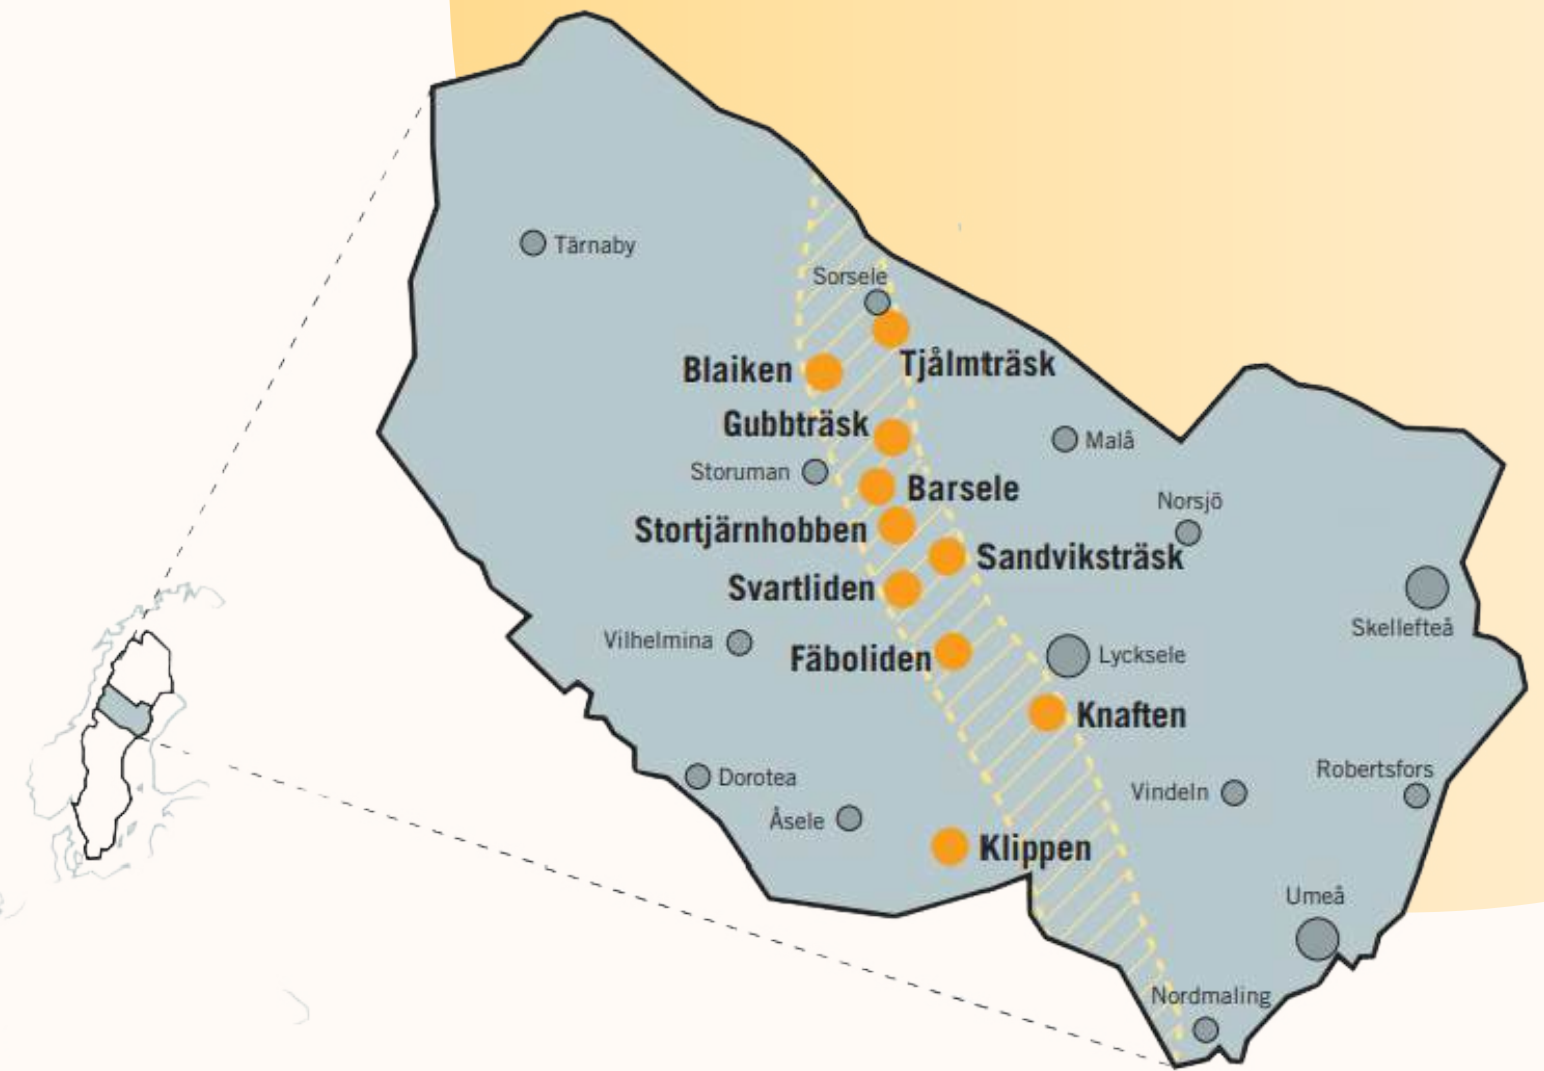 Tärnaby
Sorsele
Tjålmträsk
Blaiken
Gubbträsk
Malå
Storuman
Barsele
Norsjö
Stortjärnhobben
Sandviksträsk
Svartliden
Skellefteå
Vilhelmina
Fäboliden
Lycksele
Knaften
Robertsfors
Dorotea
Vindeln
Åsele
Klippen
Umeå
Nordmaling